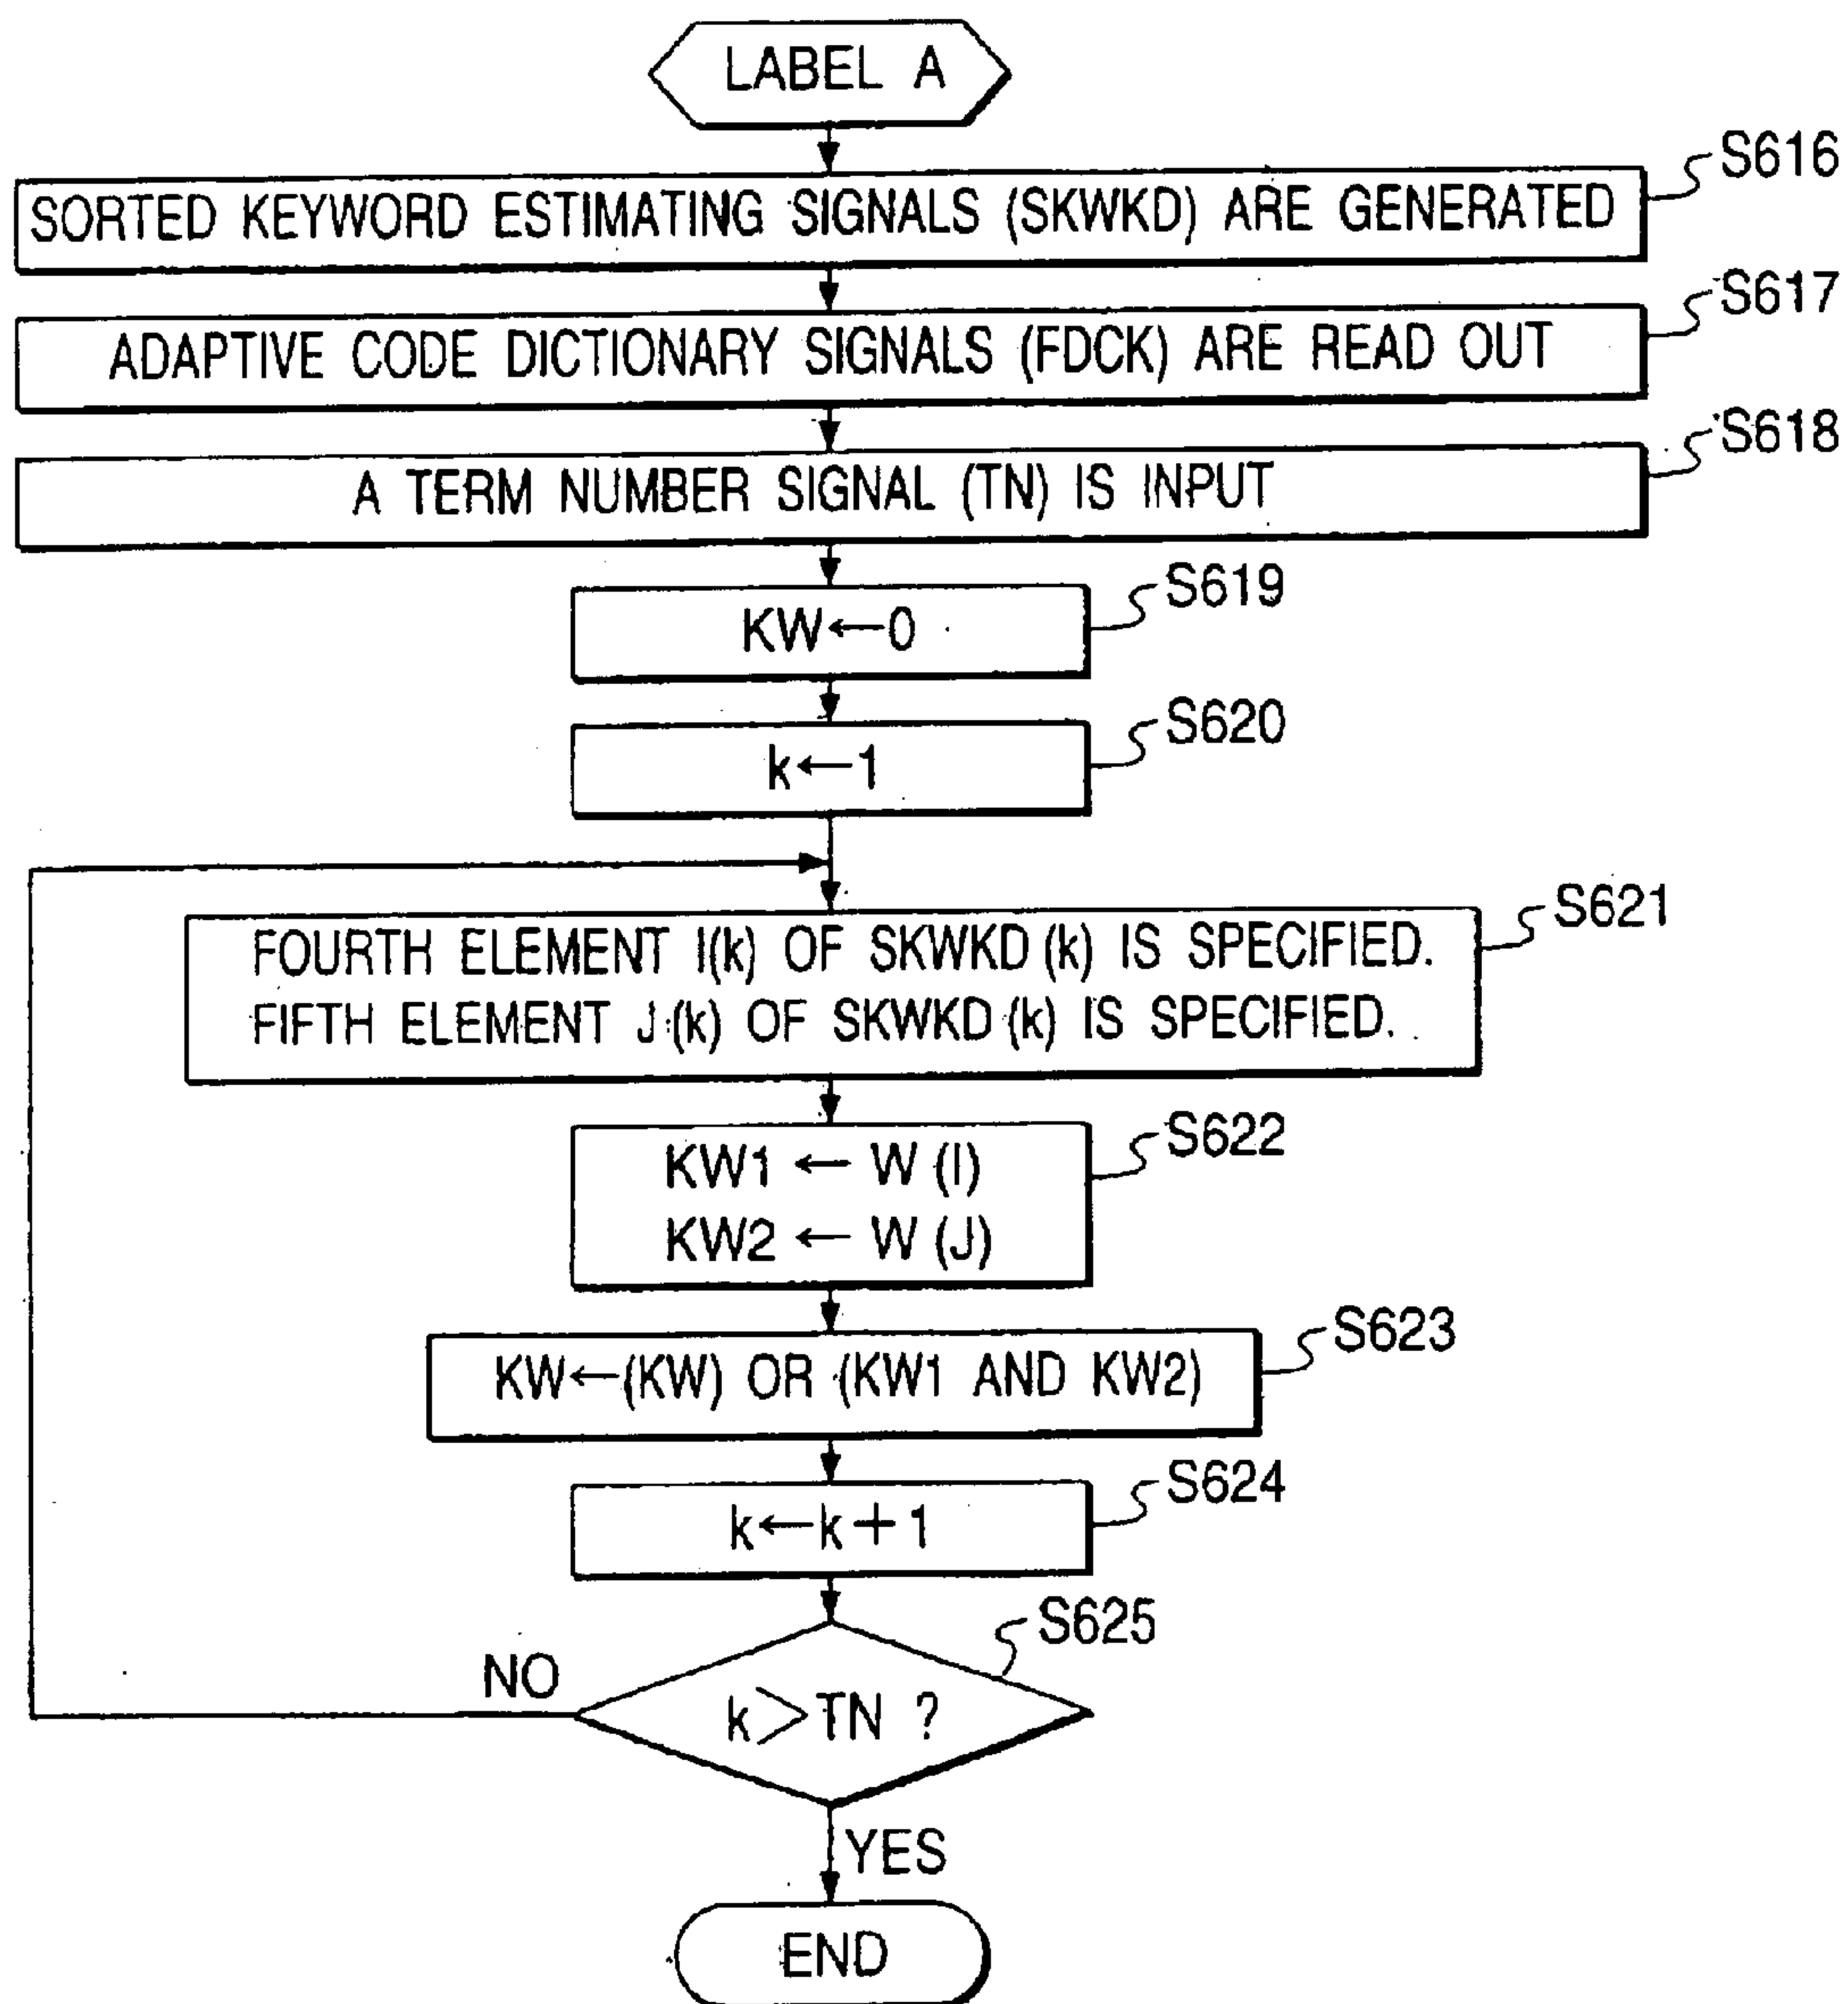 LABEL A
S616
SORTED KEYWORD ESTIMATING SIGNALS (SKWKD) ARE GENERATED
S617
ADAPTIVE CODE DICTIONARY SIGNALS (FDCK) ARE READ OUT
S618
A TERM NUMBER SIGNAL (TN) IS INPUT
S619
KW←0
S620
k←1
S621
FOURTH ELEMENT I(k) OF SKWKD(k) IS SPECIFIED.
FIFTH ELEMENT J(k) OF SKWKD(k) IS SPECIFIED.
S622
KW1 ← W(I)
KW2 ← W(J)
S623
KW←(KW) OR (KW1 AND KW2)
S624
k←k+1
S625
NO
k>TN ?
YES
END